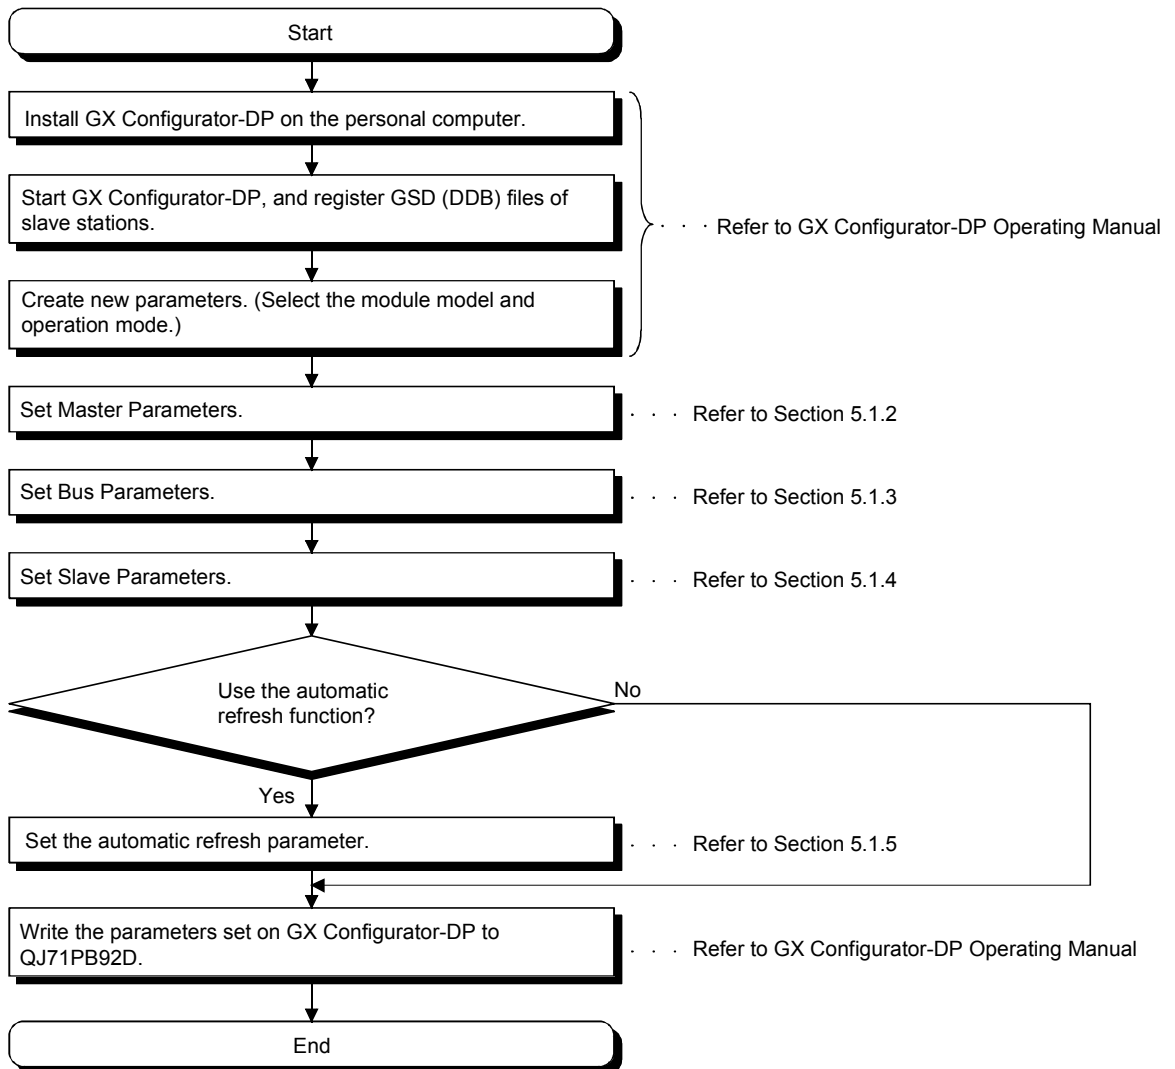 Start
Install GX Configurator-DP on the personal computer.
Start GX Configurator-DP, and register GSD (DDB) files of
slave stations.
· · · Refer to GX Configurator-DP Operating Manual
Create new parameters. (Select the module model and
operation mode.)
Set Master Parameters.
· · · Refer to Section 5.1.2
Set Bus Parameters.
· · · Refer to Section 5.1.3
Set Slave Parameters.
· · · Refer to Section 5.1.4
Use the automatic
refresh function?
No
Yes
Set the automatic refresh parameter.
· · · Refer to Section 5.1.5
Write the parameters set on GX Configurator-DP to
QJ71PB92D.
· · · Refer to GX Configurator-DP Operating Manual
End